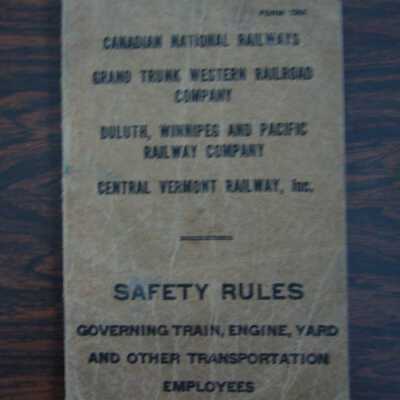 FORM
CANADIAN NATIONAL RAILWAYS
GRAND TRUNK WESTERN RAILROAD
COMPANY
DULUTH, WINNIPEG AND PACIFIC
RAILWAY COMPANY
CENTRAL VERMONT RAILWAY, Inc.
SAFETY RULES
GOVERNING TRAIN, ENGINE, YARD
AND OTHER TRANSPORTATION
EMPLOYEES